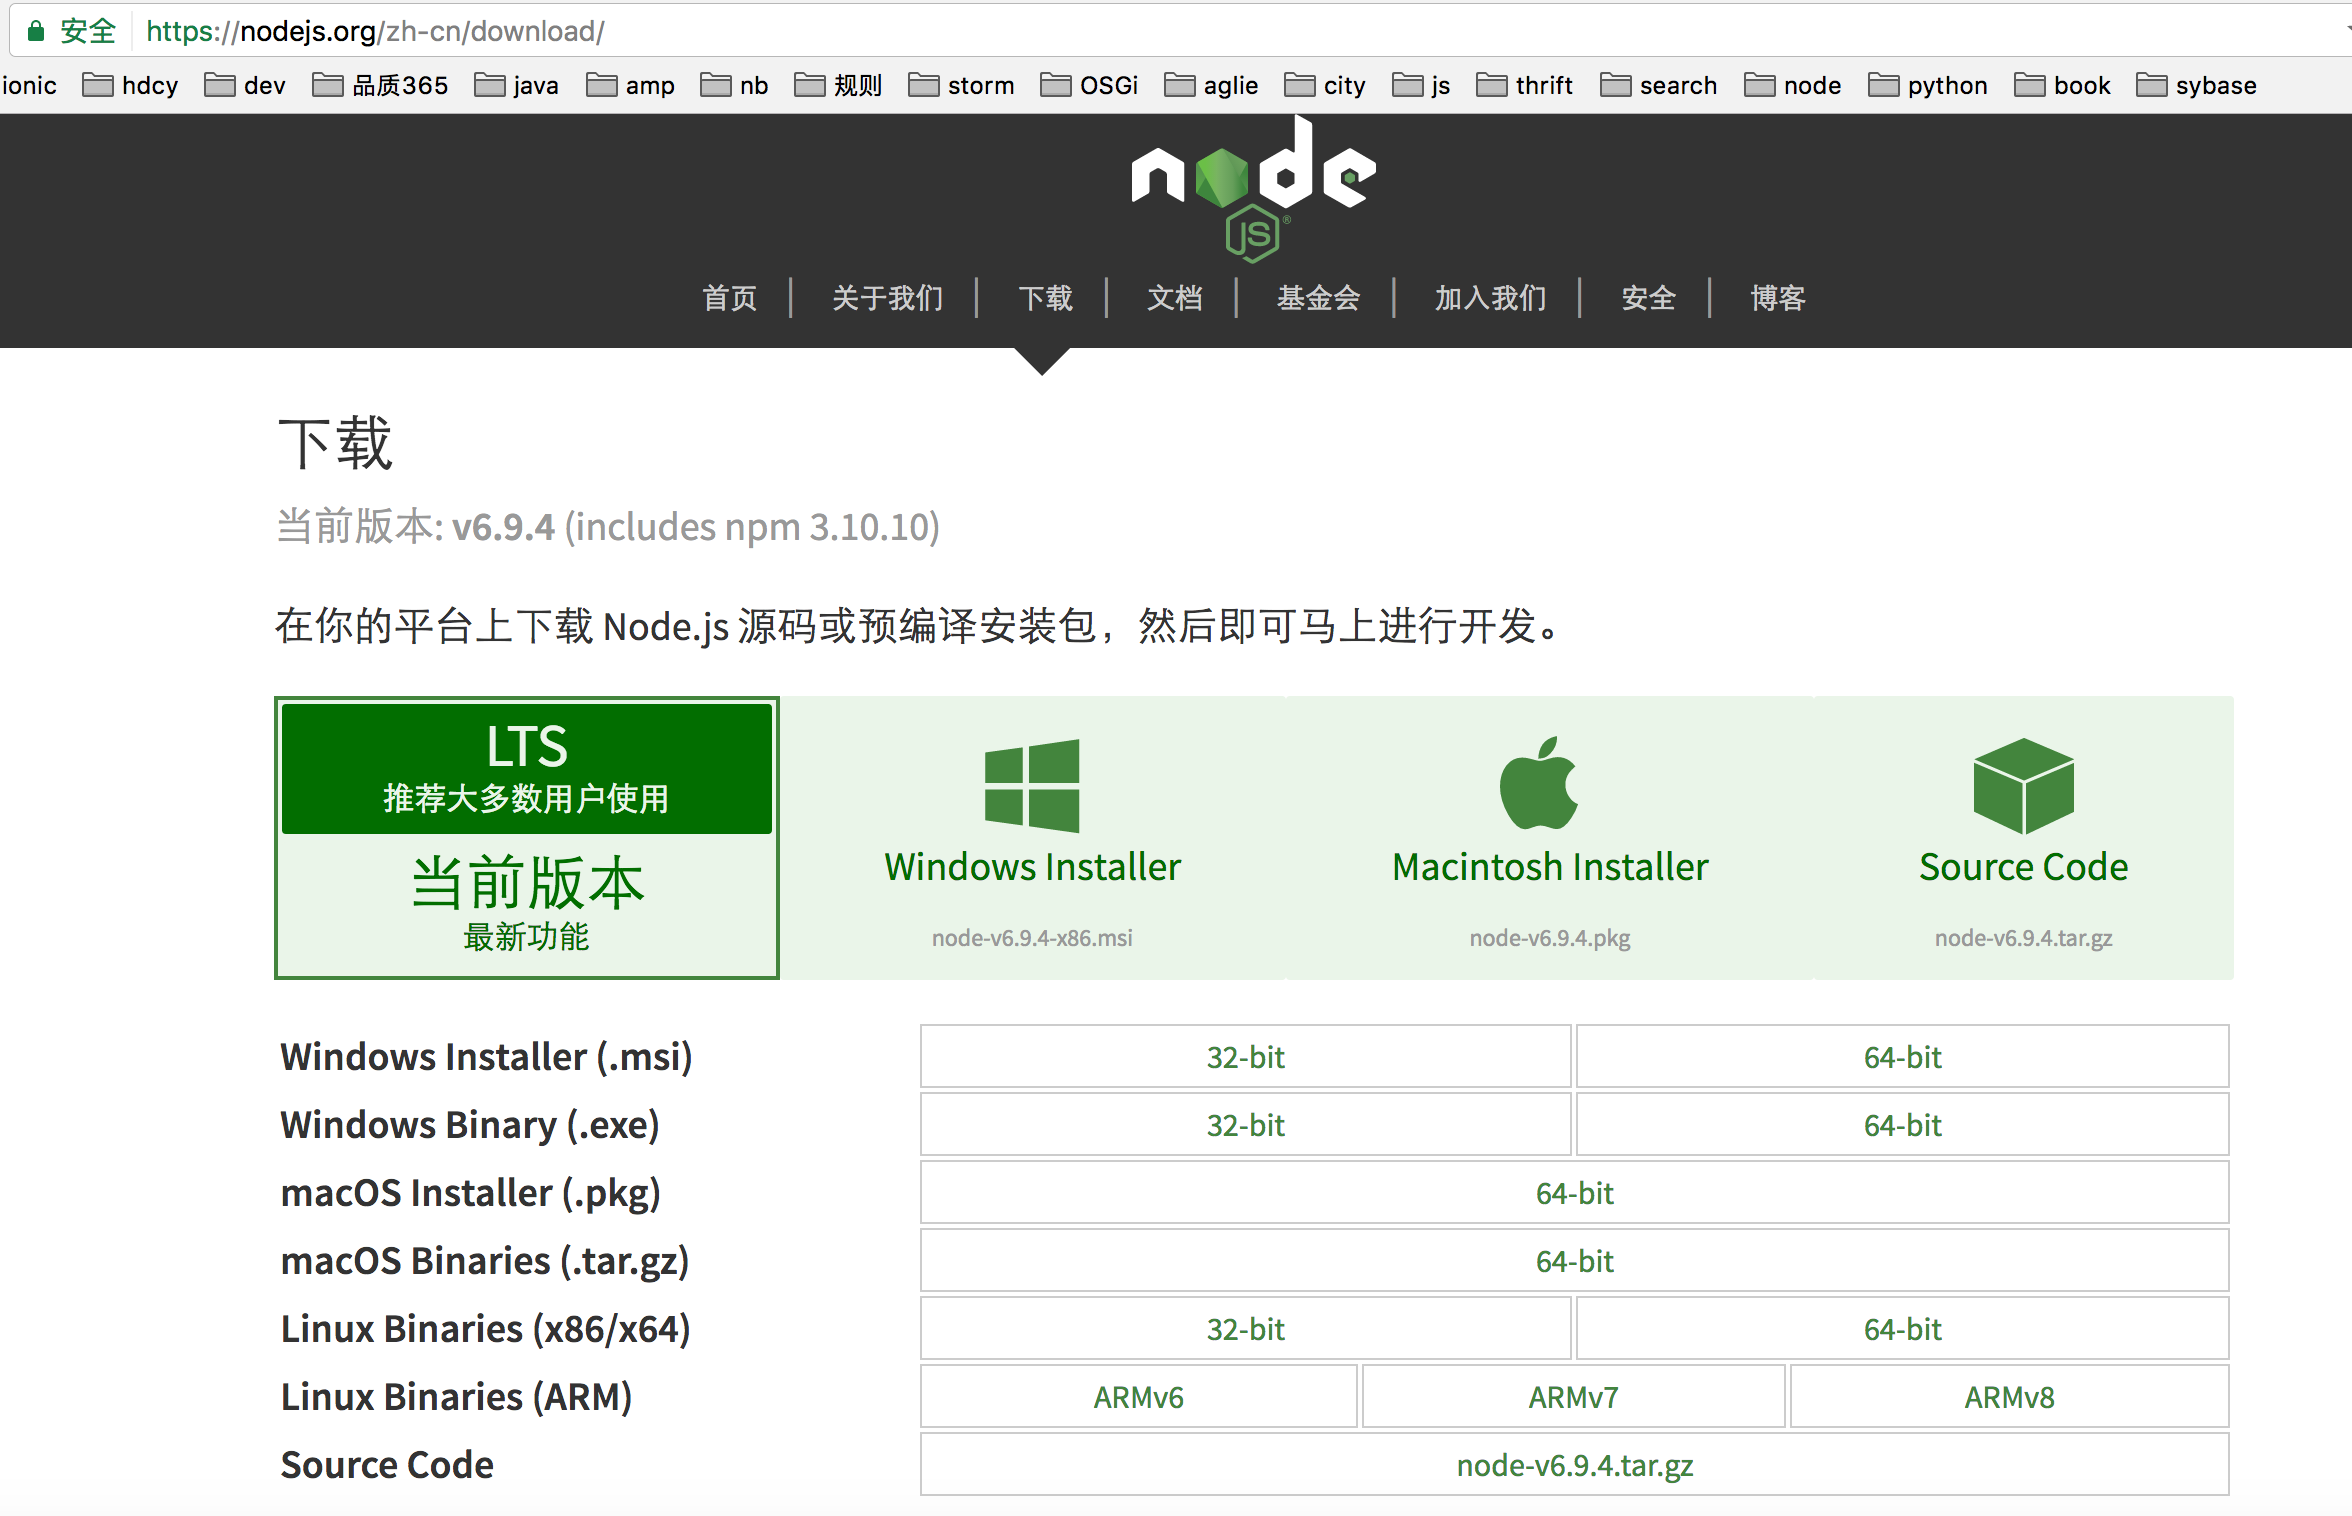 安全 https://nodejs.org/zh-cn/download/
ionic hdcy dev 品质365 java amp nb 规则 storm OSGi aglie city js thrift search node python book sybase
node
JS®
首页 关于我们 下载 文档 基金会 加入我们 安全 博客
下载
当前版本: v6.9.4 (includes npm 3.10.10)
在你的平台上下载 Node.js 源码或预编译安装包，然后即可马上进行开发。
LTS
推荐大多数用户使用
当前版本
最新功能
Windows Installer
node-v6.9.4-x86.msi
Macintosh Installer
node-v6.9.4.pkg
Source Code
node-v6.9.4.tar.gz
Windows Installer (.msi) 32-bit 64-bit
Windows Binary (.exe) 32-bit 64-bit
macOS Installer (.pkg) 64-bit
macOS Binaries (.tar.gz) 64-bit
Linux Binaries (x86/x64) 32-bit 64-bit
Linux Binaries (ARM) ARMv6 ARMv7 ARMv8
Source Code node-v6.9.4.tar.gz